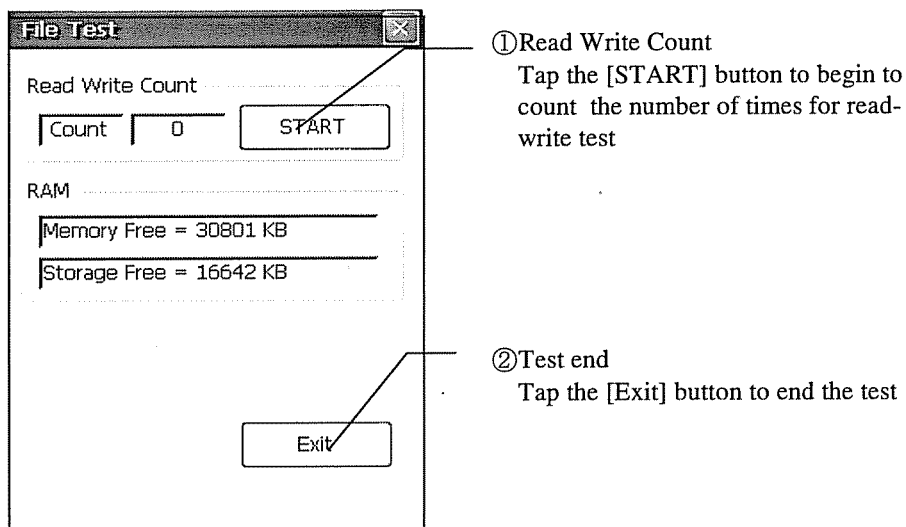 File Test
Read Write Count
Count 0 START
RAM
Memory Free = 30801 KB
Storage Free = 16642 KB
Exit
①Read Write Count
Tap the [START] button to begin to
count the number of times for read-
write test
②Test end
Tap the [Exit] button to end the test